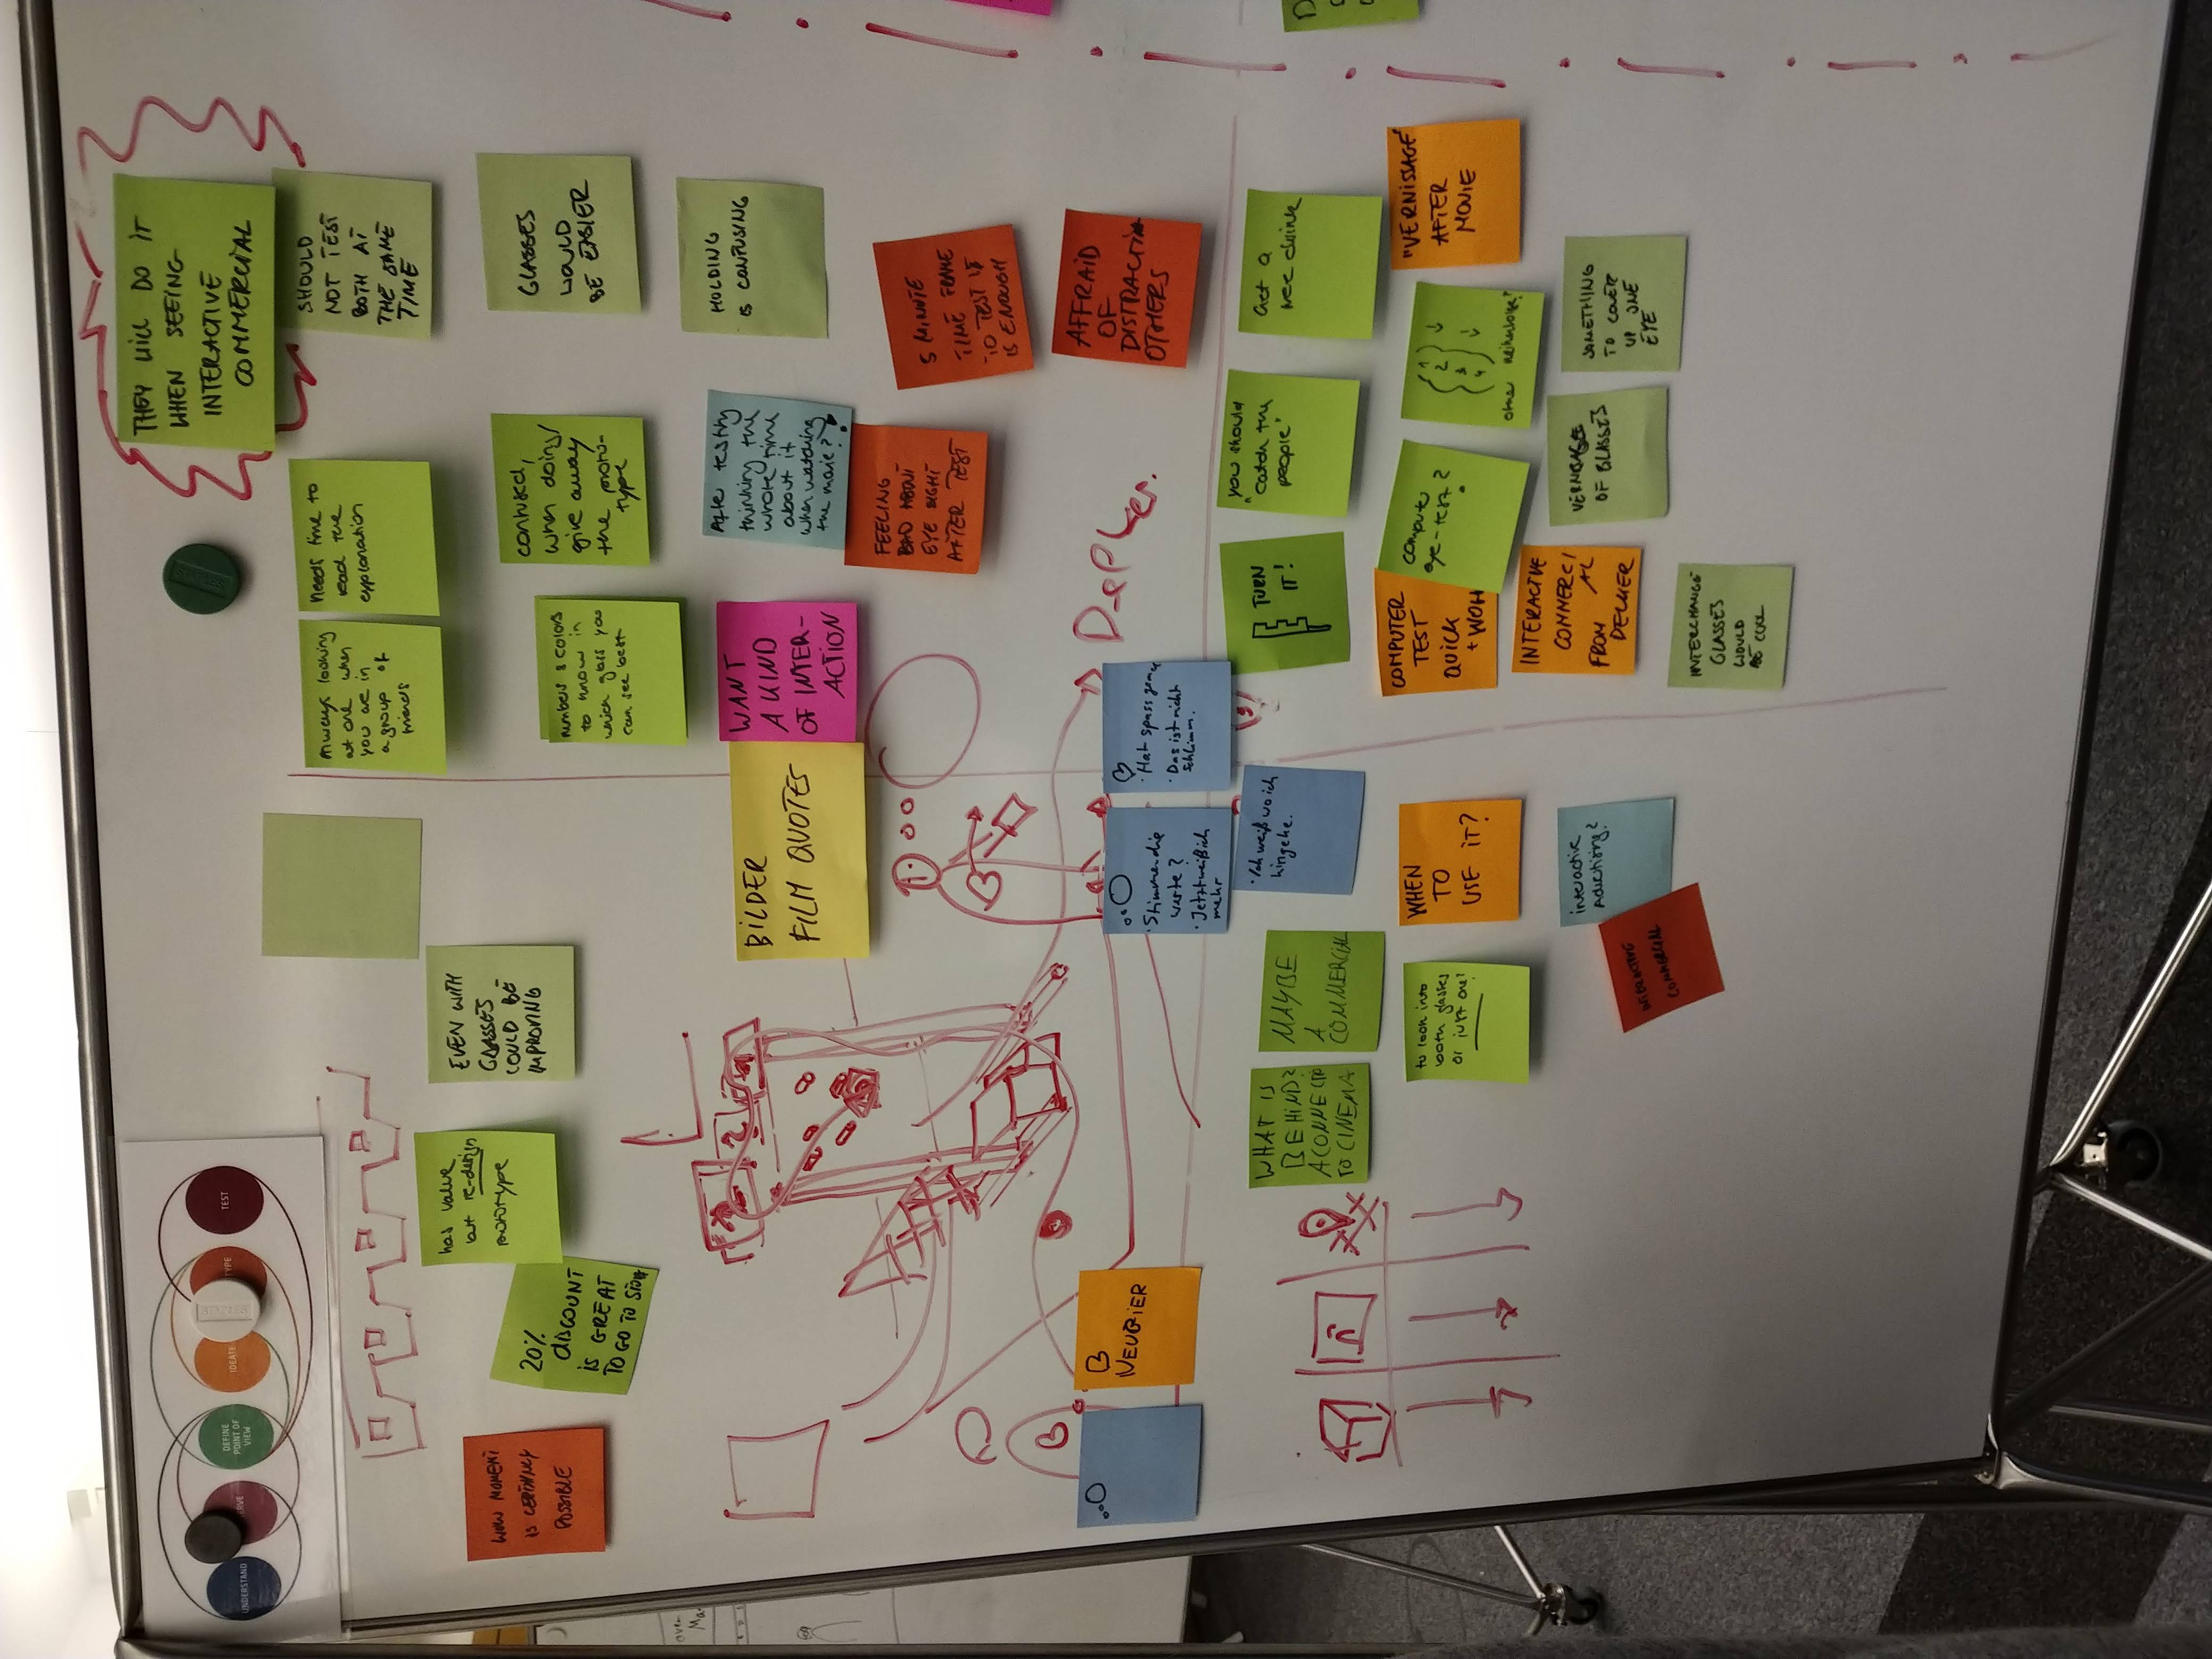 UNDERSTAND
ERVE
DEFINE
POINT OF
VIEW
IDEATE
TYPE
TEST
THEY WILL DO IT
WHEN SEEING
INTERACTIVE
COMMERCIAL
SHOULD
NOT TEST
BOTH AT
THE SAME
TIME
Always looking
at one when
you are in
a group of
friends
Needs time to
read the
explanation
has value
but re-design
prototype
EVEN WITH
GLASSES
COULD BE
IMPROVING
WOW MOMENT
IS CERTAINLY
POSSIBLE
20%
DISCOUNT
IS GREAT
TO GO TO STORE
numbers & colors
to know in
which glass you
can see best
confused,
when doing/
give away
the proto-
type
GLASSES
WOULD
BE EASIER
HOLDING
IS CONFUSING
BILDER
FILM QUOTES
WANT
A KIND
OF INTER-
ACTION
After testing
thinking the
whole time
about it
when watching
the movie?
FEELING
BAD ABOUT
EYE SIGHT
AFTER TEST
5 MINUTE
TIME FRAME
TO TEST IT
IS ENOUGH
AFFRAID
OF
DISTRACTION
OTHERS
B
NEUGIER
· Stimmen die
werte?
· Jetzt weiß ich
mehr
· Hat spass gemac
· Das ist nicht
schlimm.
· Ich weiß wo ich
hingehe.
WHAT IS
BEHIND?
A CONNECTIO
TO CINEMA
MAYBE
A
COMMERCIAL
to look into
both glasses
or just one?
WHEN
TO
USE IT?
interactive
Advertising?
INTERACTIVE
COMMERCIAL
TURN
IT!
you should
"catch the
people"
Get a
free drink
COMPUTER
TEST
QUICK
+ WOW
computer
eye-test?
1
2
3
4
"VERNISSAGE"
AFTER
MOVIE
INTERACTIVE
COMMERCI
AL
FROM
DELKER
VERNISAGE
OF GLASSES
SOMETHING
TO COVER
UP ONE
EYE
INTERCHANGE
GLASSES
WOULD
BE COOL